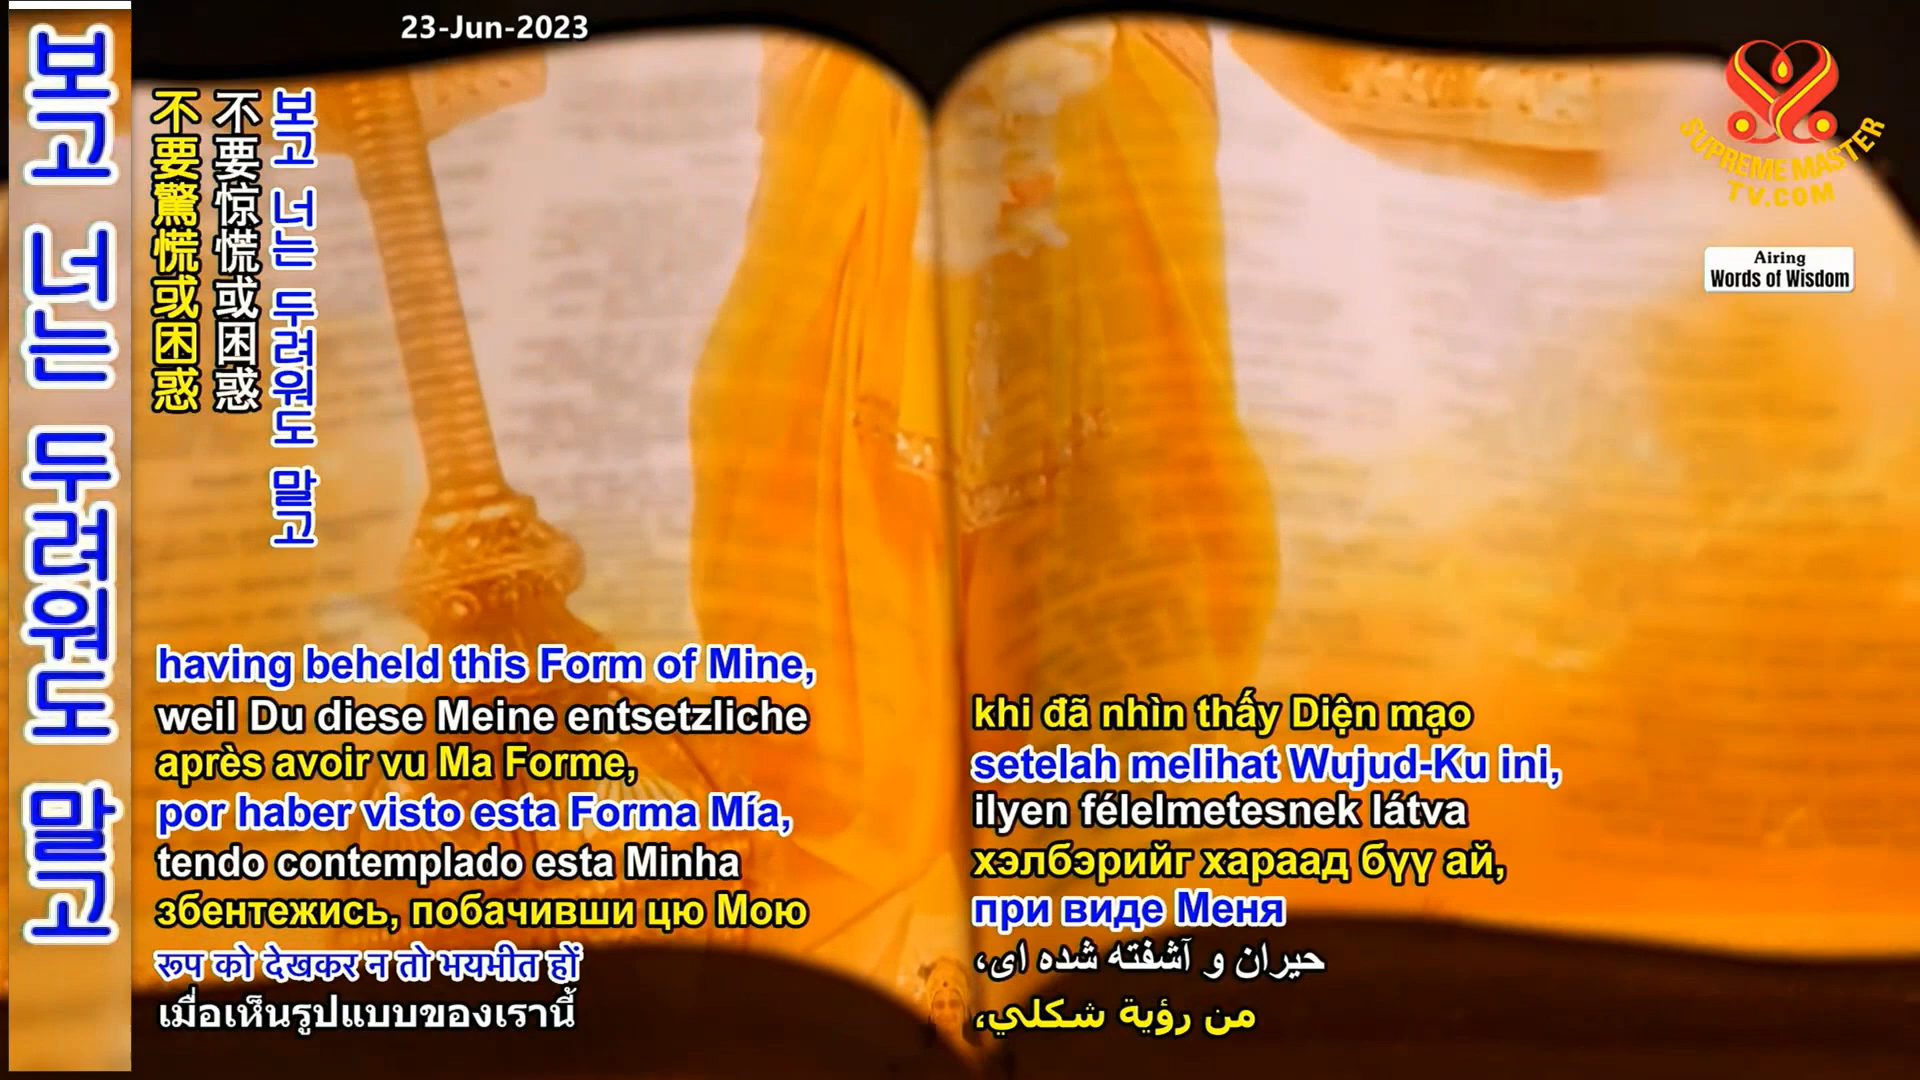 23-Jun-2023
보고 너는 두려워도 말고
不要驚慌或困惑
不要惊慌或困惑
보고 너는 두려워도 말고
SUPREME MASTER
TV.COM
Airing
Words of Wisdom
having beheld this Form of Mine,
weil Du diese Meine entsetzliche
après avoir vu Ma Forme,
por haber visto esta Forma Mía,
tendo contemplado esta Minha
збентежись, побачивши цю Мою
रूप को देखकर न तो भयभीत हों
เมื่อเห็นรูปแบบของเรานี้
khi đã nhìn thấy Diện mạo
setelah melihat Wujud-Ku ini,
ilyen félelmetesnek látva
хэлбэрийг хараад бүү ай,
при виде Меня
حیران و آشفته شده ای،
من رؤية شكلي،